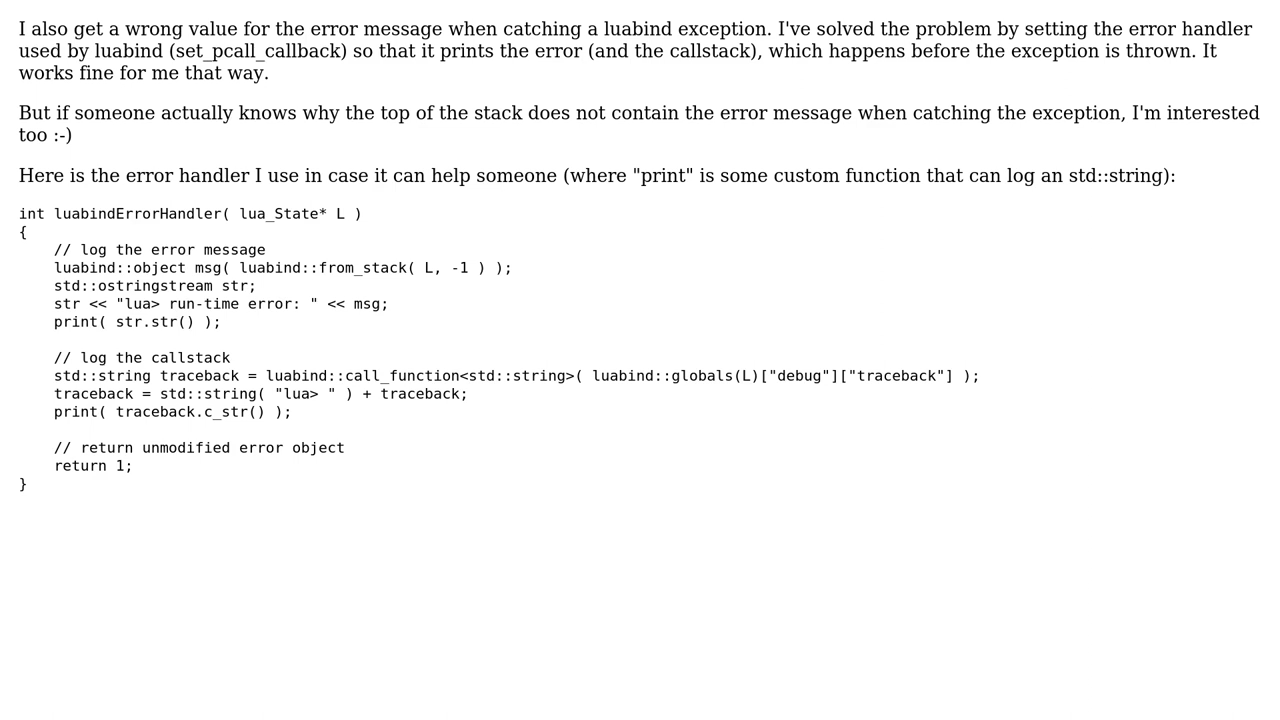 I also get a wrong value for the error message when catching a luabind exception. I've solved the problem by setting the error handler
used by luabind (set_pcall_callback) so that it prints the error (and the callstack), which happens before the exception is thrown. It
works fine for me that way.
But if someone actually knows why the top of the stack does not contain the error message when catching the exception, I'm interested
too :-)
Here is the error handler I use in case it can help someone (where "print" is some custom function that can log an std::string):
int luabindErrorHandler( lua_State* L )
{
    // log the error message
    luabind::object msg( luabind::from_stack( L, -1 ) );
    std::ostringstream str;
    str << "lua> run-time error: " << msg;
    print( str.str() );

    // log the callstack
    std::string traceback = luabind::call_function<std::string>( luabind::globals(L)["debug"]["traceback"] );
    traceback = std::string( "lua> " ) + traceback;
    print( traceback.c_str() );

    // return unmodified error object
    return 1;
}